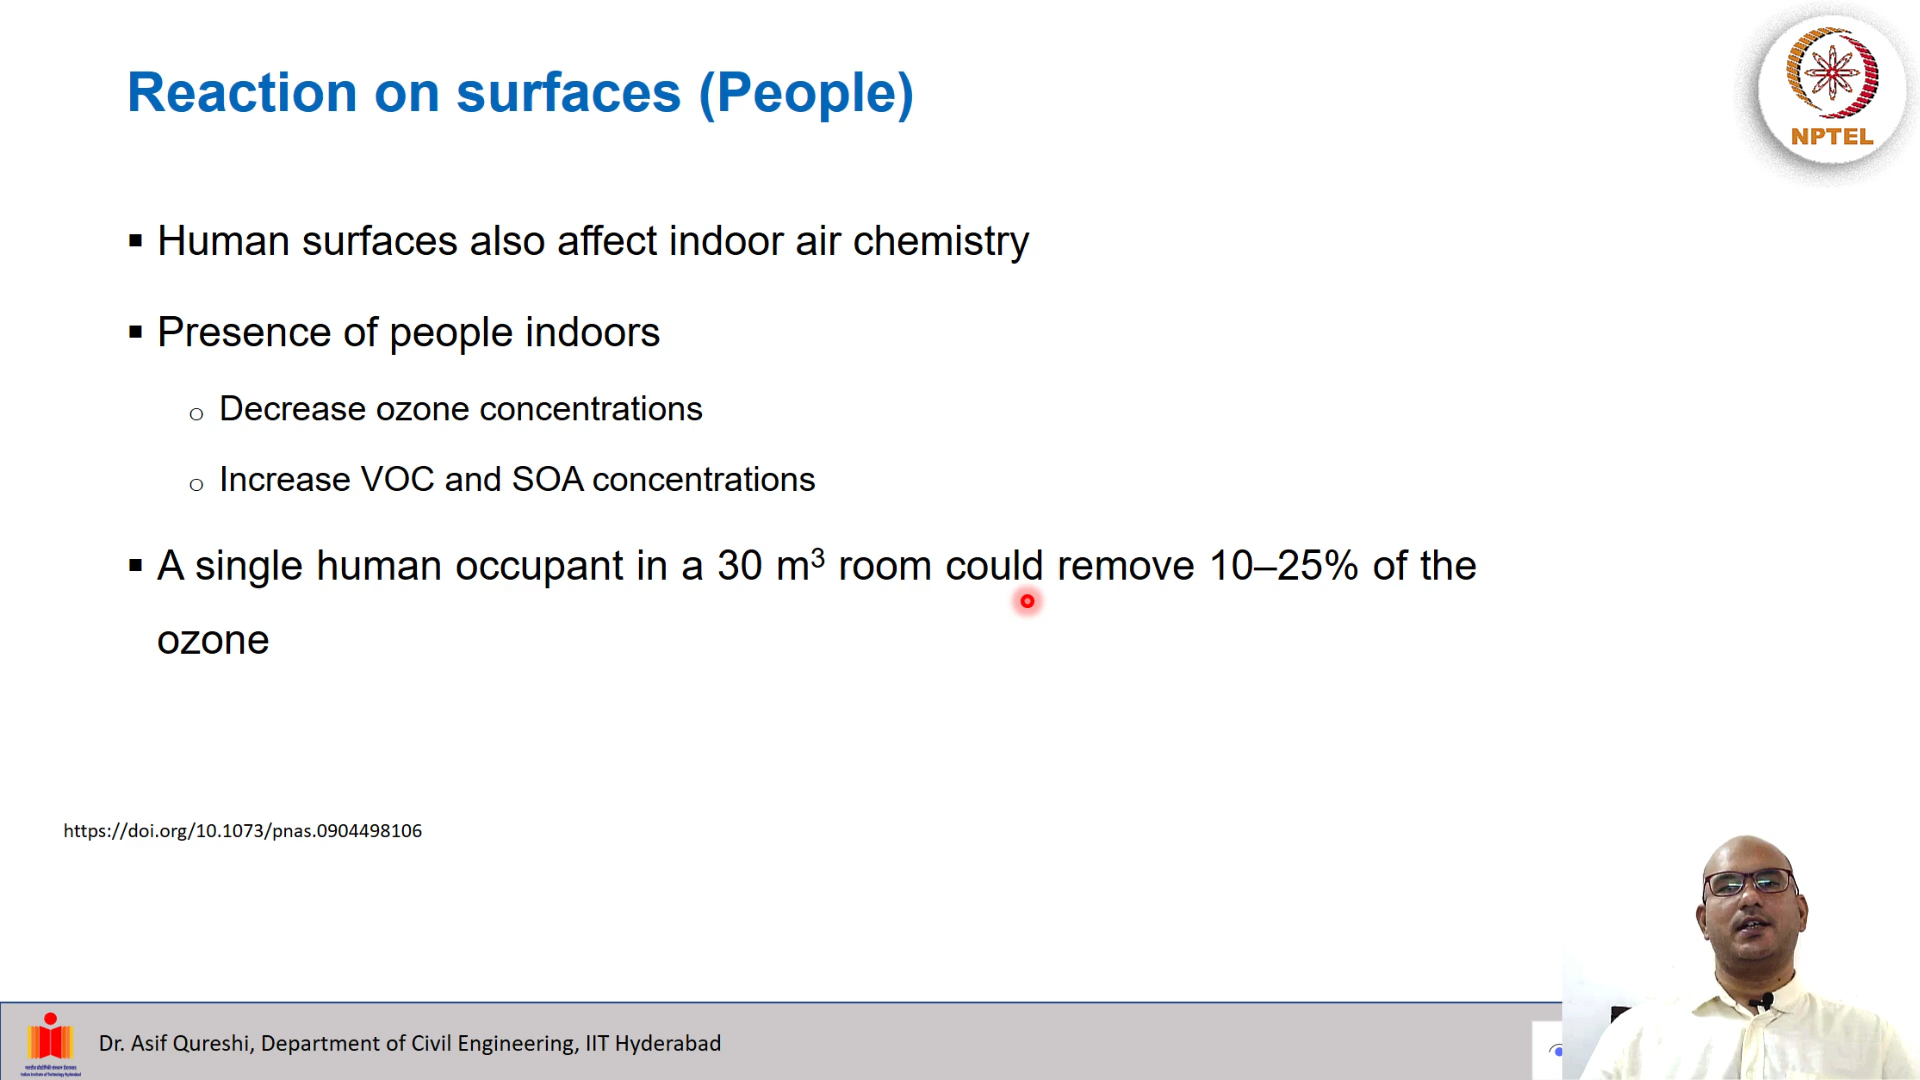 Reaction on surfaces (People)
NPTEL
▪ Human surfaces also affect indoor air chemistry
▪ Presence of people indoors
o Decrease ozone concentrations
o Increase VOC and SOA concentrations
▪ A single human occupant in a 30 m³ room could remove 10–25% of the
ozone
https://doi.org/10.1073/pnas.0904498106
Dr. Asif Qureshi, Department of Civil Engineering, IIT Hyderabad